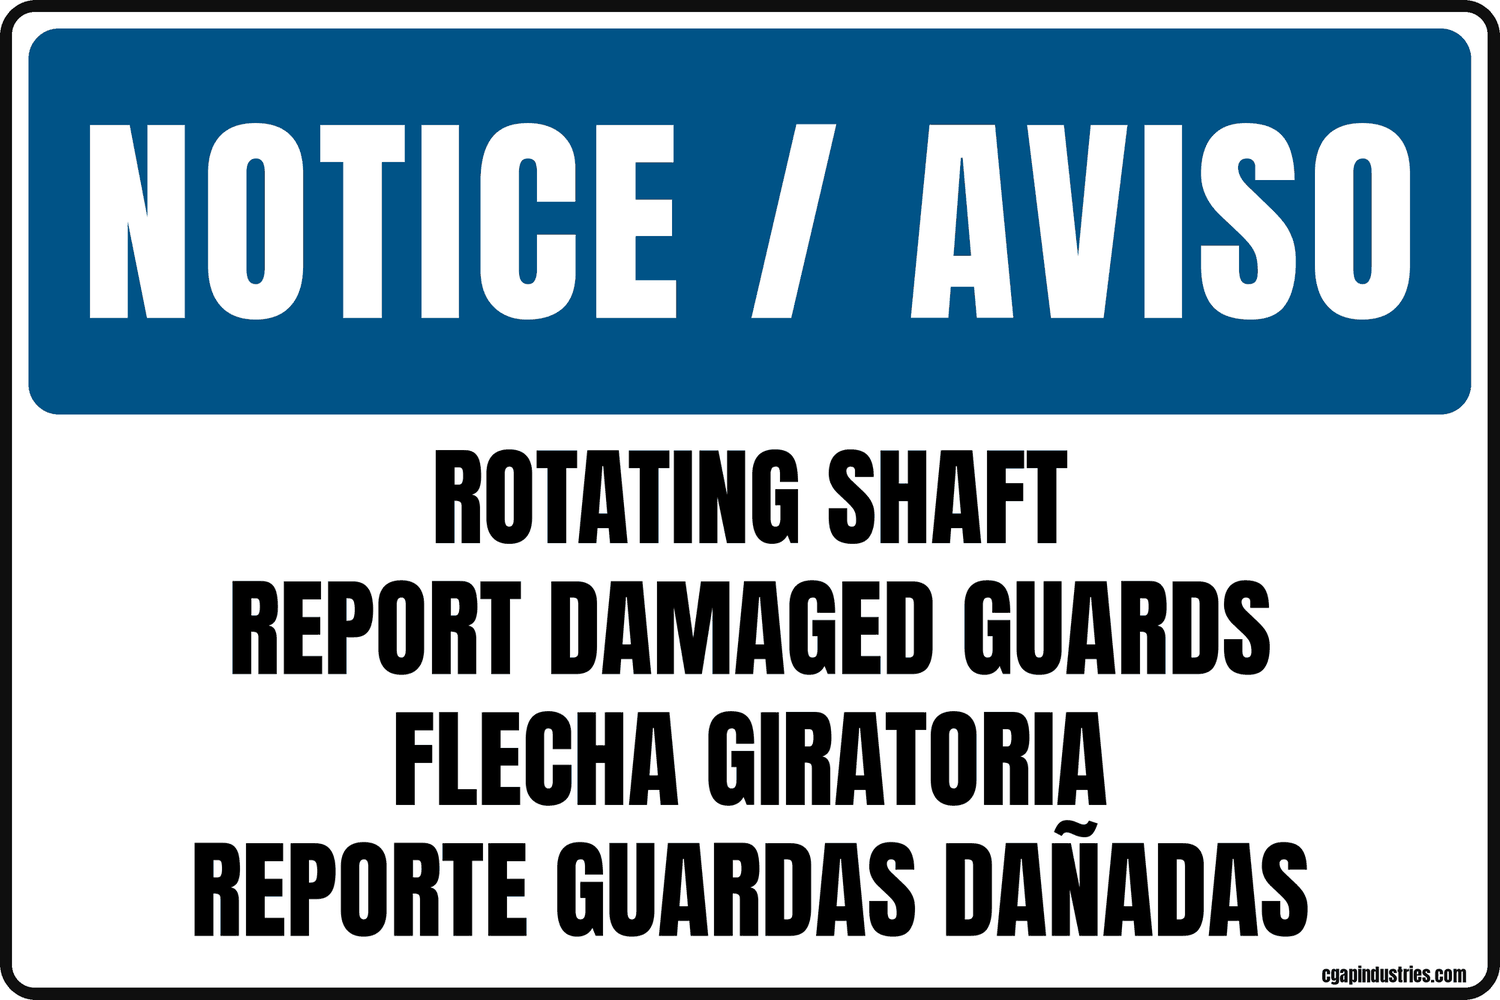 NOTICE / AVISO
ROTATING SHAFT
REPORT DAMAGED GUARDS
FLECHA GIRATORIA
REPORTE GUARDAS DAÑADAS
cgapindustries.com